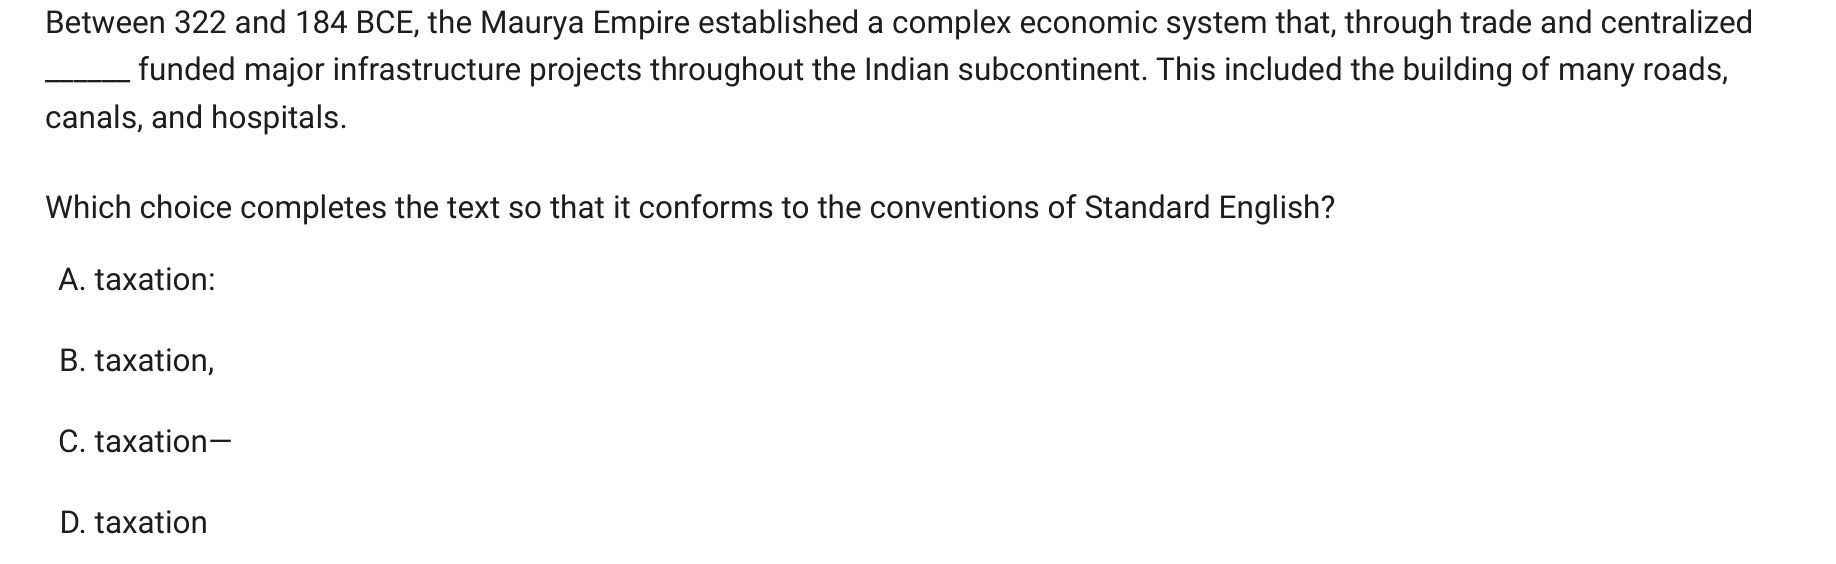 Between 322 and 184 BCE, the Maurya Empire established a complex economic system that, through trade and centralized
______ funded major infrastructure projects throughout the Indian subcontinent. This included the building of many roads,
canals, and hospitals.
Which choice completes the text so that it conforms to the conventions of Standard English?
A. taxation:
B. taxation,
C. taxation—
D. taxation